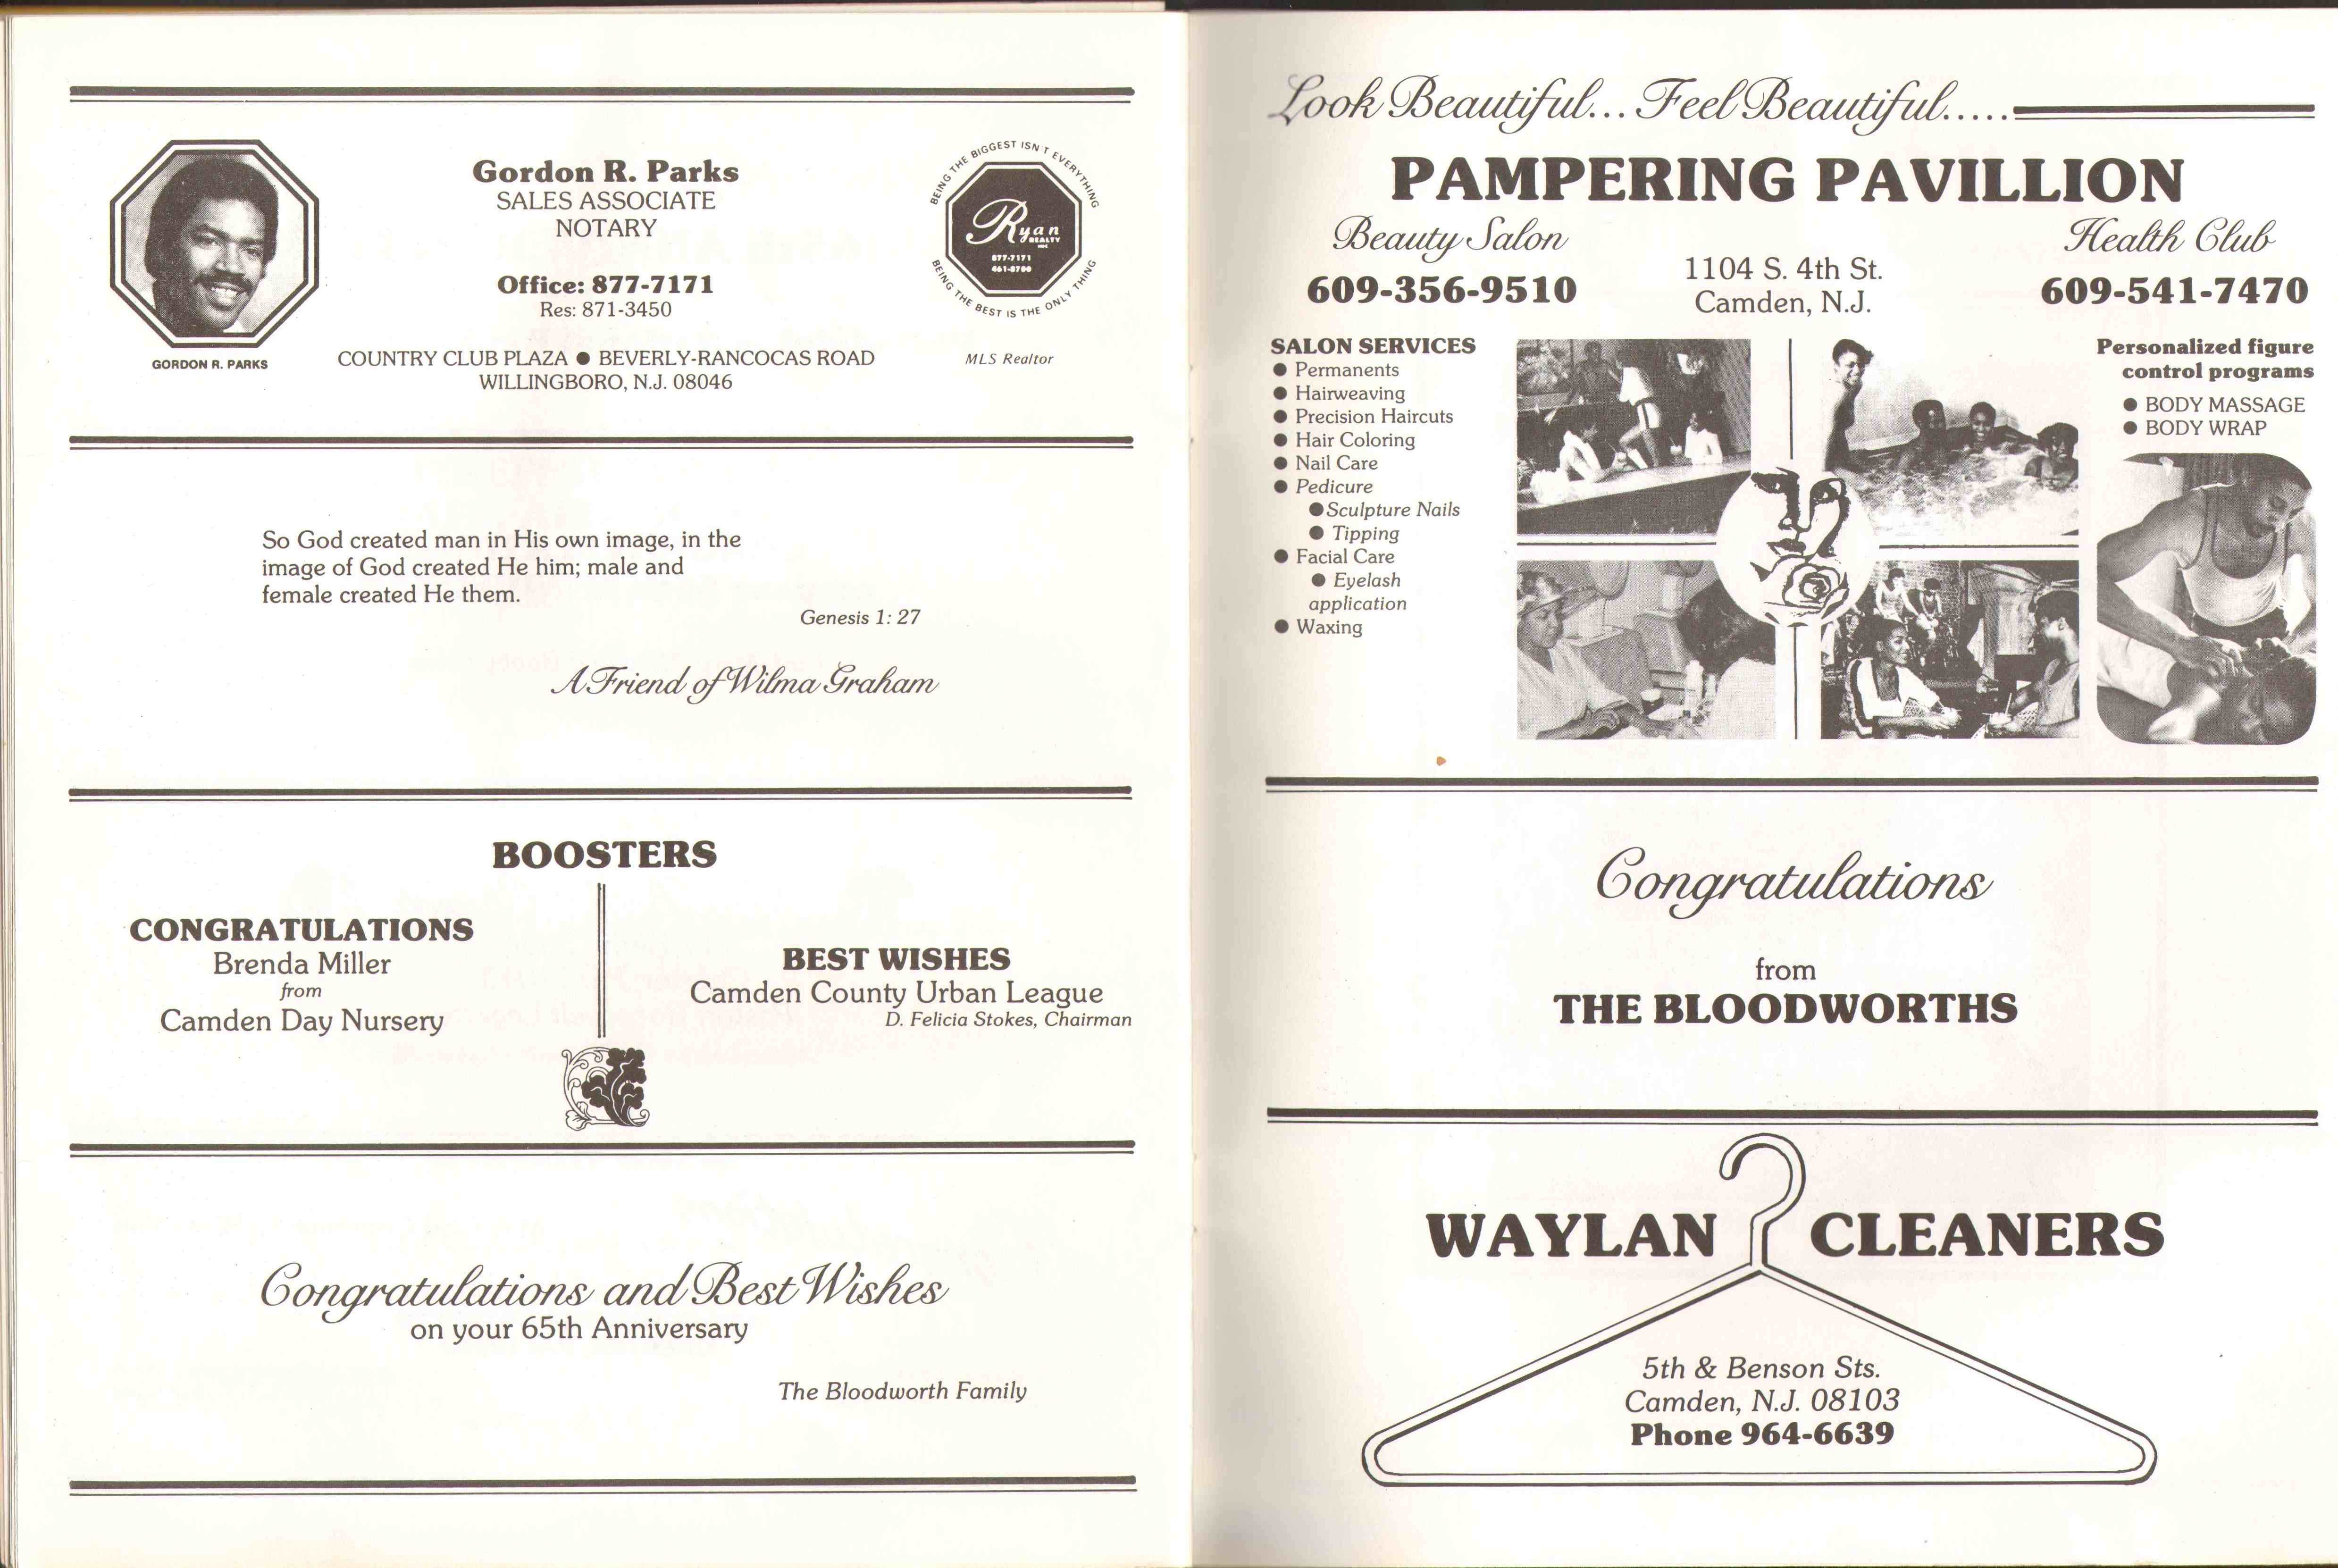 Gordon R. Parks
SALES ASSOCIATE
NOTARY
Office: 877-7171
Res: 871-3450
COUNTRY CLUB PLAZA ● BEVERLY-RANCOCAS ROAD
WILLINGBORO, N.J. 08046
GORDON R. PARKS
BEING THE BIGGEST ISN'T EVERYTHING
Ryan
REALTY
INC
877-7171
461-8700
BEING THE BEST IS THE ONLY THING
MLS Realtor
So God created man in His own image, in the
image of God created He him; male and
female created He them.
Genesis 1: 27
A Friend of Wilma Graham
BOOSTERS
CONGRATULATIONS
Brenda Miller
from
Camden Day Nursery
BEST WISHES
Camden County Urban League
D. Felicia Stokes, Chairman
Congratulations and Best Wishes
on your 65th Anniversary
The Bloodworth Family
Look Beautiful... Feel Beautiful.....
PAMPERING PAVILLION
Beauty Salon
609-356-9510
1104 S. 4th St.
Camden, N.J.
Health Club
609-541-7470
SALON SERVICES
● Permanents
● Hairweaving
● Precision Haircuts
● Hair Coloring
● Nail Care
● Pedicure
● Sculpture Nails
● Tipping
● Facial Care
● Eyelash
application
● Waxing
Personalized figure
control programs
● BODY MASSAGE
● BODY WRAP
Congratulations
from
THE BLOODWORTHS
WAYLAN CLEANERS
5th & Benson Sts.
Camden, N.J. 08103
Phone 964-6639